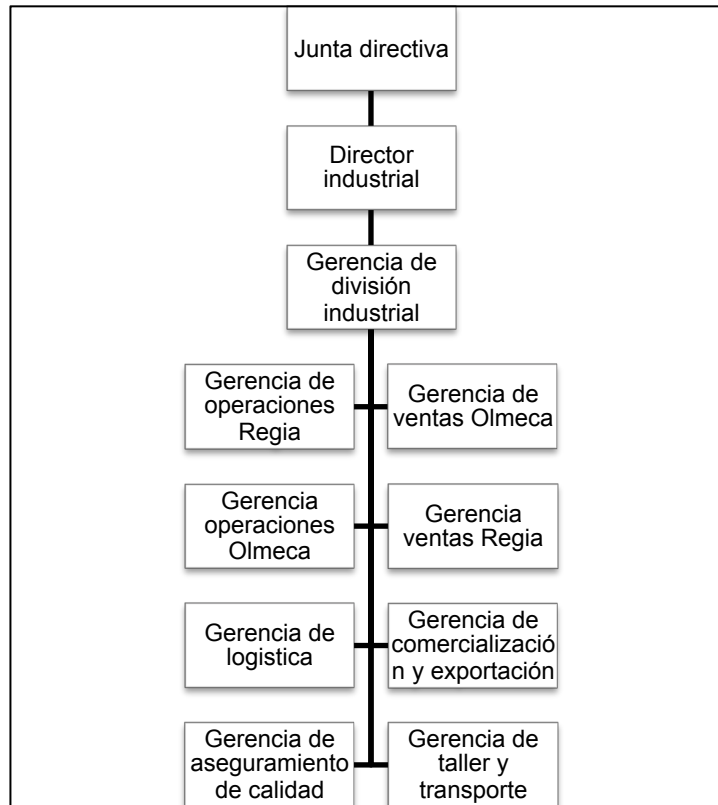 Junta directiva
Director
industrial
Gerencia de
división
industrial
Gerencia de
operaciones
Regia
Gerencia de
ventas Olmeca
Gerencia
operaciones
Olmeca
Gerencia
ventas Regia
Gerencia de
logistica
Gerencia de
comercializació
n y exportación
Gerencia de
aseguramiento
de calidad
Gerencia de
taller y
transporte